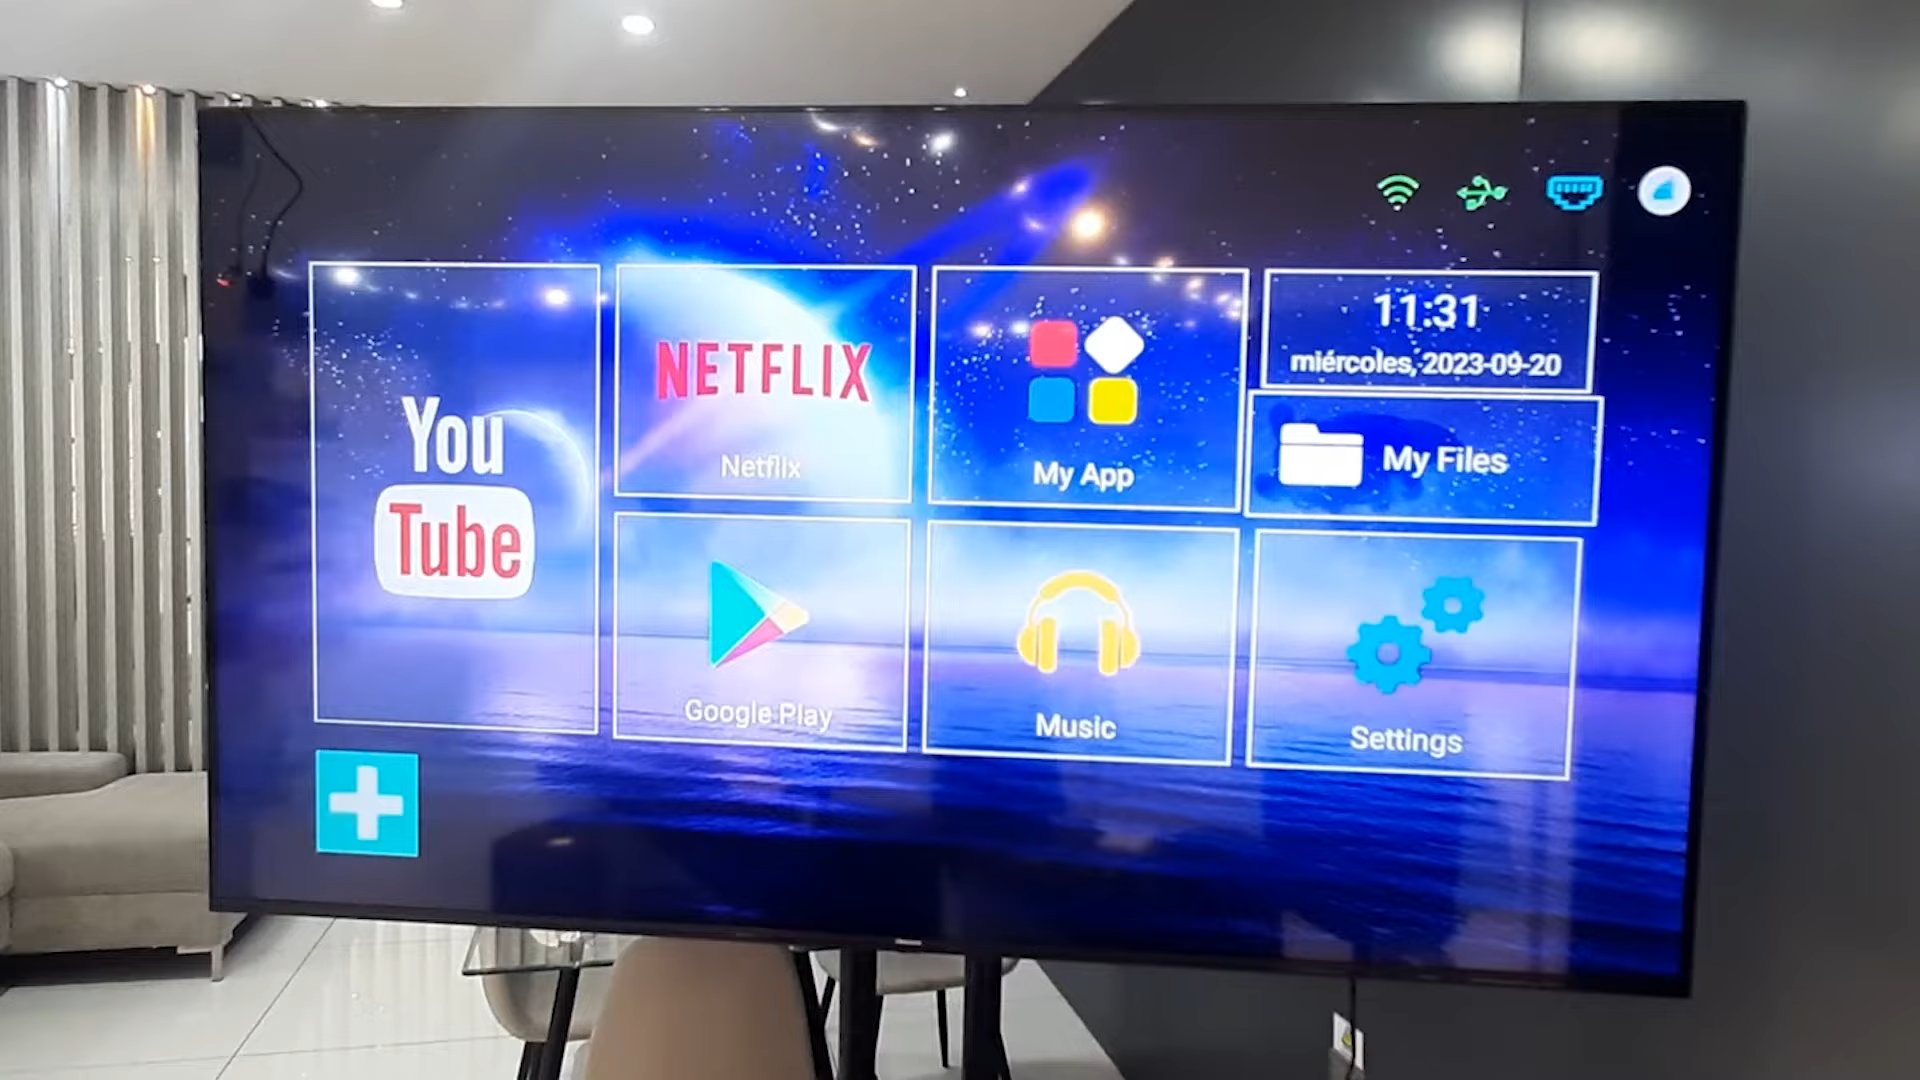 You
Tube
NETFLIX
Netflix
My App
11:31
miércoles, 2023-09-20
My Files
Google Play
Music
Settings